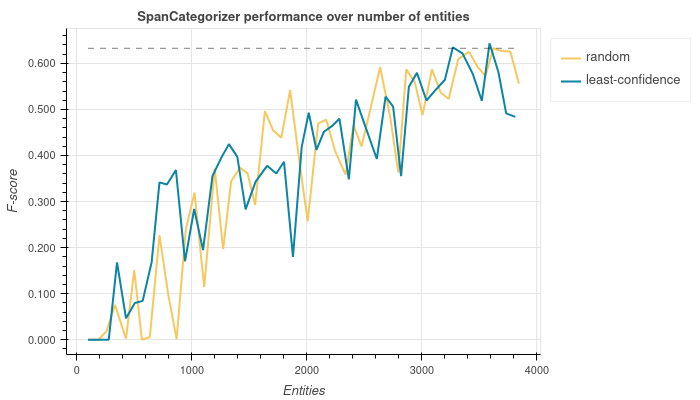 SpanCategorizer performance over number of entities
0.600
0.500
0.400
0.300
0.200
0.100
0.000
F-score
0
1000
2000
3000
4000
Entities
random
least-confidence